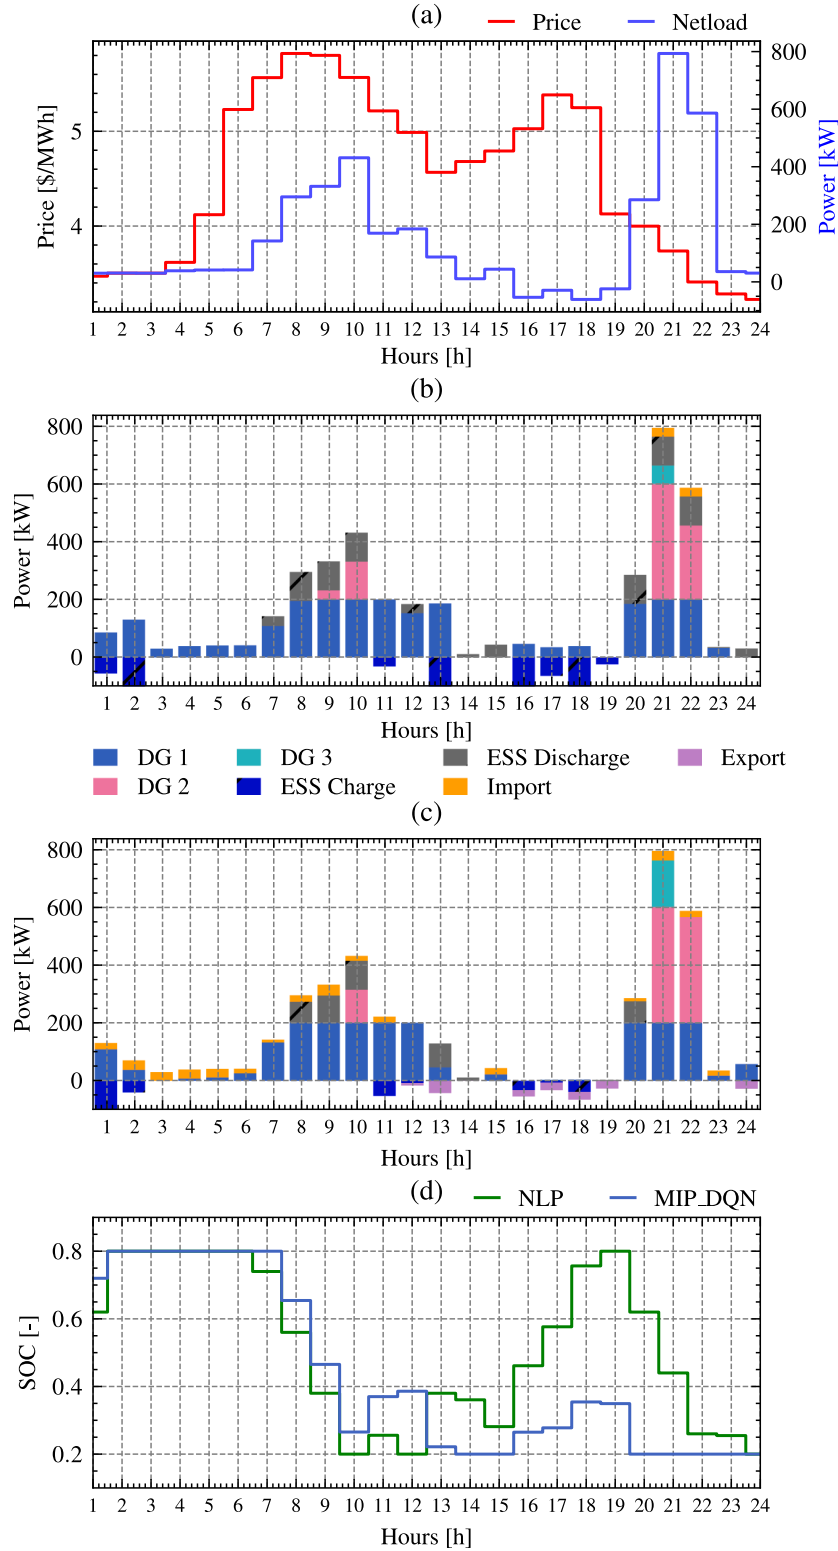 (a)
Price Netload
Price [$/MWh]
5
4
800
600
400
200
0
Power [kW]
1 2 3 4 5 6 7 8 9 10 11 12 13 14 15 16 17 18 19 20 21 22 23 24
Hours [h]
(b)
Power [kW]
800
600
400
200
0
1 2 3 4 5 6 7 8 9 10 11 12 13 14 15 16 17 18 19 20 21 22 23 24
Hours [h]
DG 1 DG 3 ESS Discharge Export
DG 2 ESS Charge Import
(c)
Power [kW]
800
600
400
200
0
1 2 3 4 5 6 7 8 9 10 11 12 13 14 15 16 17 18 19 20 21 22 23 24
Hours [h]
(d)
NLP MIP_DQN
SOC [-]
0.8
0.6
0.4
0.2
1 2 3 4 5 6 7 8 9 10 11 12 13 14 15 16 17 18 19 20 21 22 23 24
Hours [h]